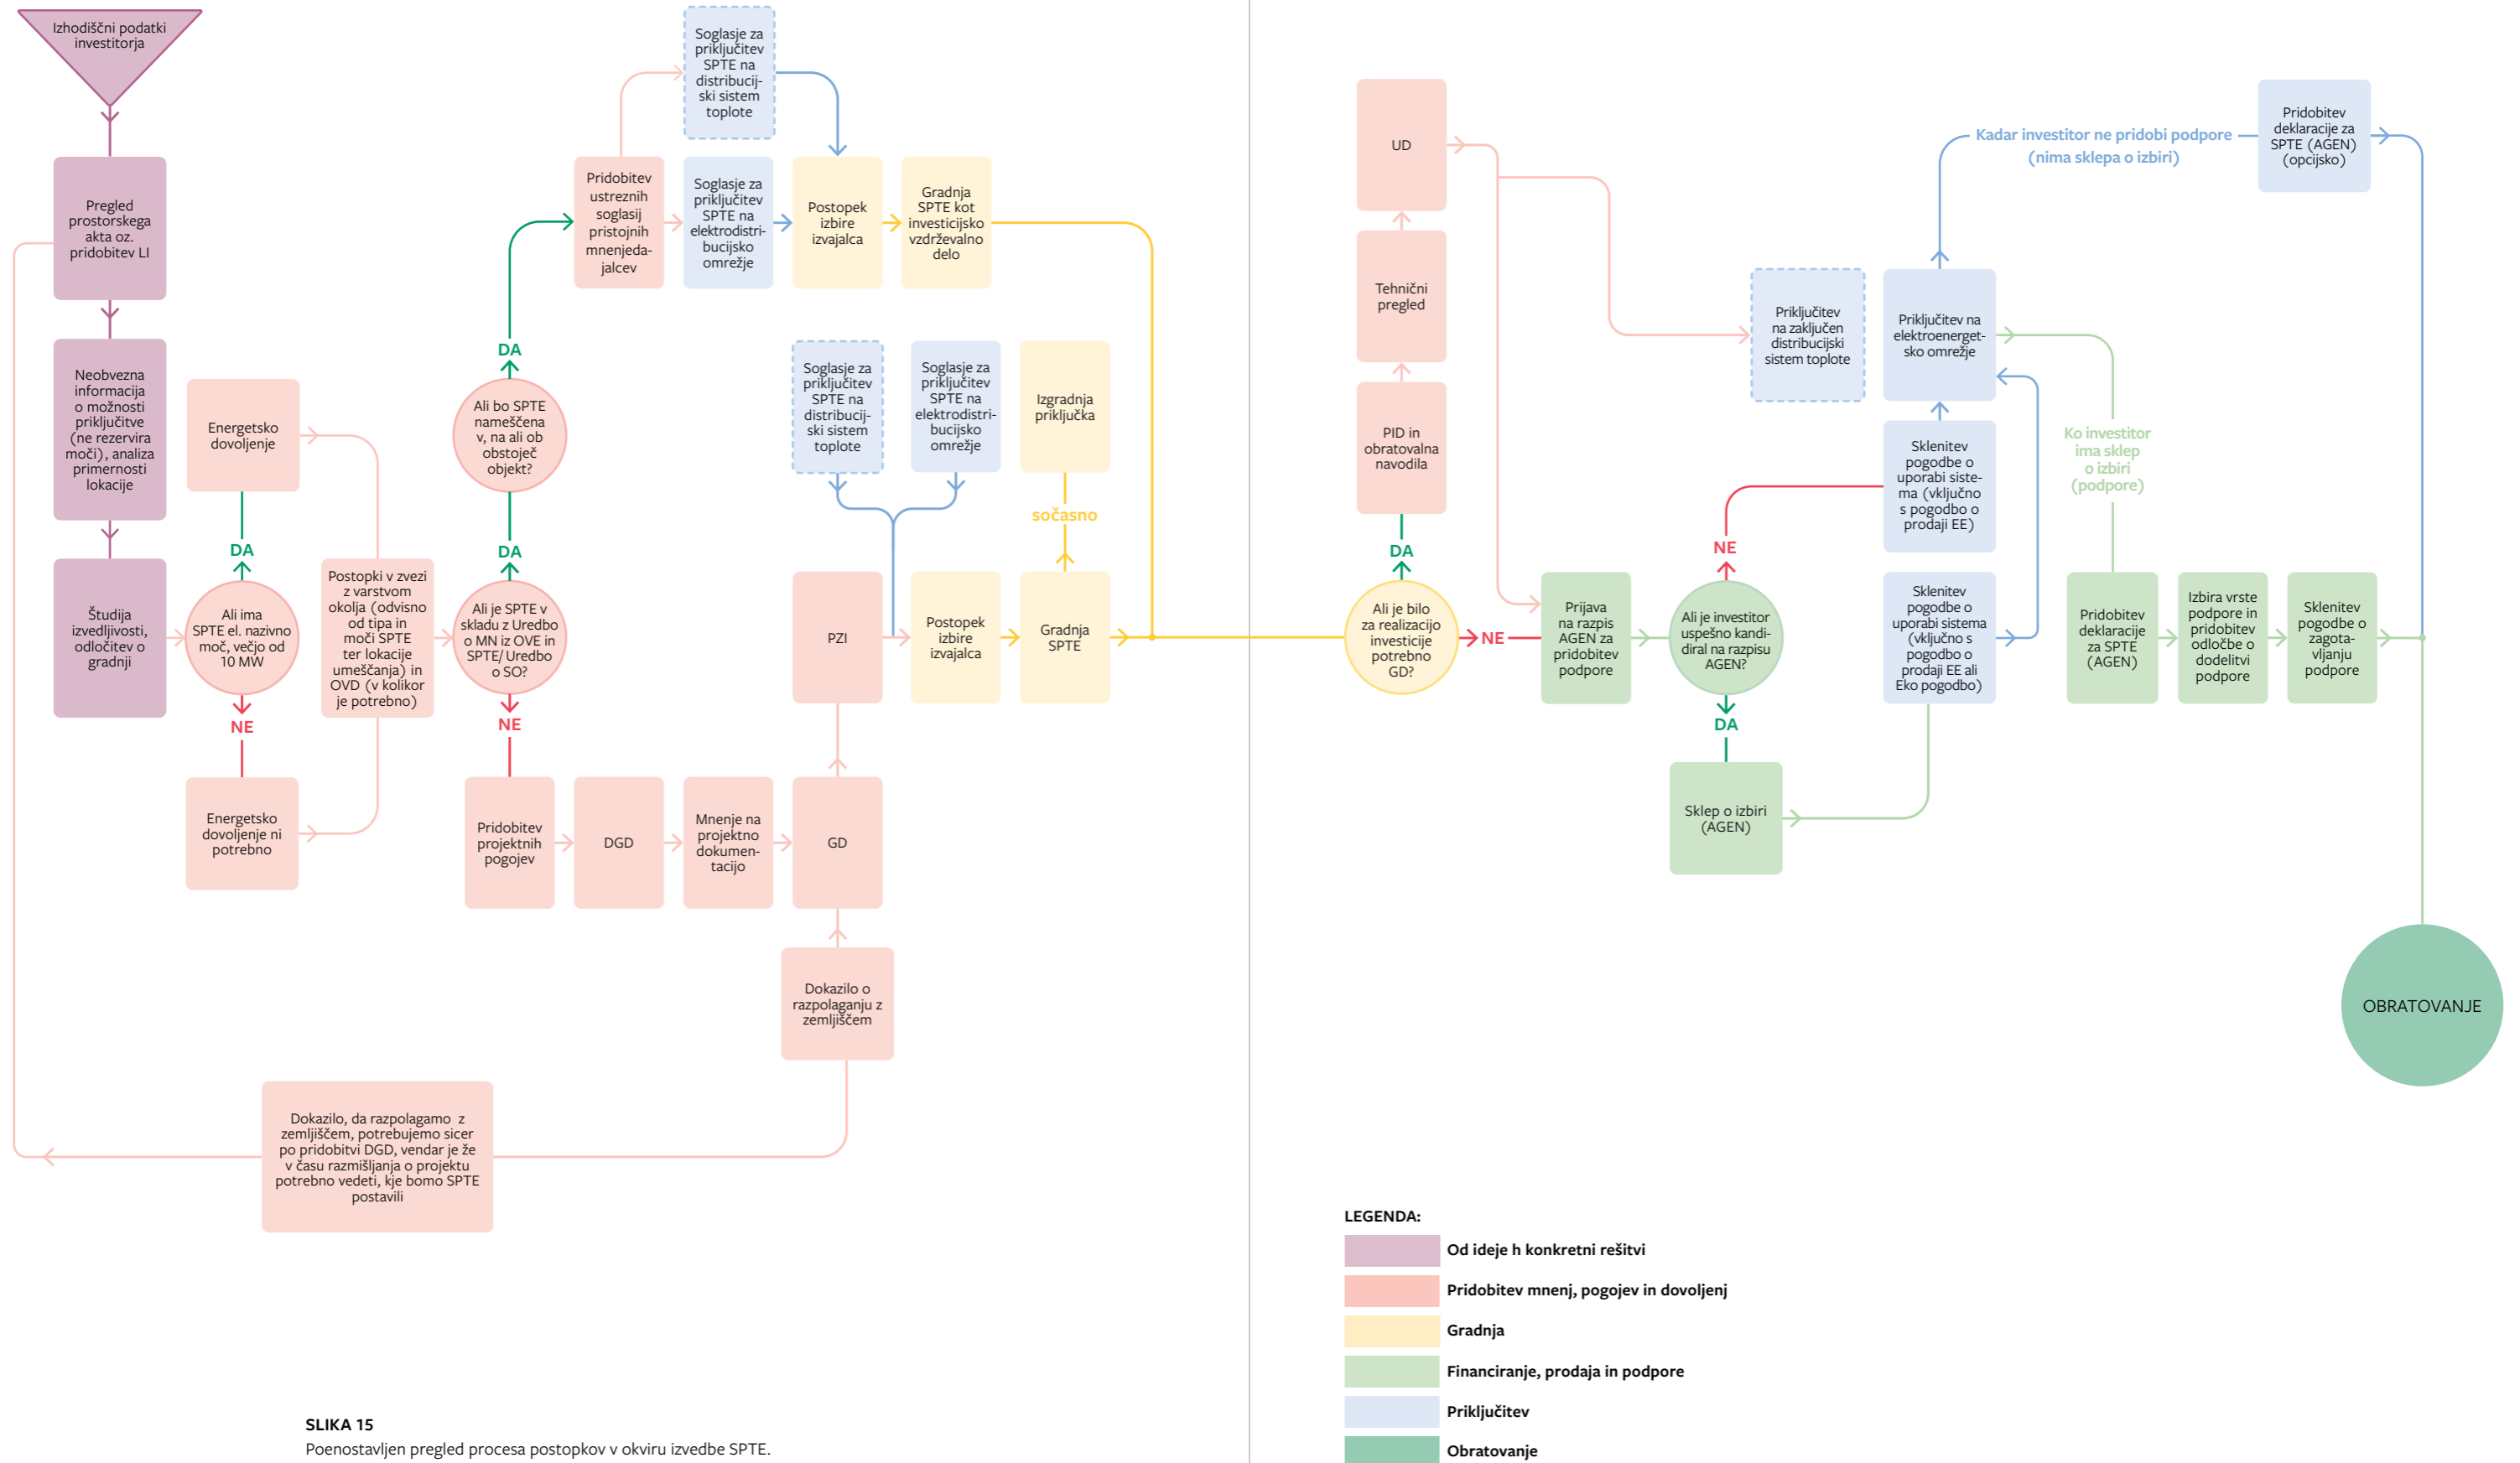 Izhodiščni podatki
investitorja
Pregled
prostorskega
akta oz.
pridobitev LI
Neobvezna
informacija
o možnosti
priključitve
(ne rezervira
moči), analiza
primernosti
lokacije
Študija
izvedljivosti,
odločitev o
gradnji
Energetsko
dovoljenje
DA
Ali ima
SPTE el. nazivno
moč, večjo od
10 MW
NE
Energetsko
dovoljenje ni
potrebno
Postopki v zvezi
z varstvom
okolja (odvisno
od tipa in
moči SPTE
ter lokacije
umeščanja) in
OVD (v kolikor
je potrebno)
DA
Ali bo SPTE
nameščena
v, na ali ob
obstoječ
objekt?
DA
Ali je SPTE v
skladu z Uredbo
o MN iz OVE in
SPTE/ Uredbo
o SO?
NE
Pridobitev
ustreznih
soglasij
pristojnih
mnenjeda-
jalcev
Soglasje za
priključitev
SPTE na
distribucij-
ski sistem
toplote
Soglasje za
priključitev
SPTE na
elektrodistri-
bucijsko
omrežje
Postopek
izbire
izvajalca
Gradnja
SPTE kot
investicijsko
vzdrževalno
delo
Soglasje za
priključitev
SPTE na
distribucij-
ski sistem
toplote
Soglasje za
priključitev
SPTE na
elektrodistri-
bucijsko
omrežje
Izgradnja
priključka
sočasno
PZI
Postopek
izbire
izvajalca
Gradnja
SPTE
Pridobitev
projektnih
pogojev
DGD
Mnenje na
projektno
dokumen-
tacijo
GD
Dokazilo o
razpolaganju z
zemljiščem
Dokazilo, da razpolagamo z
zemljiščem, potrebujemo sicer
po pridobitvi DGD, vendar je že
v času razmišljanja o projektu
potrebno vedeti, kje bomo SPTE
postavili
SLIKA 15
Poenostavljen pregled procesa postopkov v okviru izvedbe SPTE.
UD
Tehnični
pregled
PID in
obratovalna
navodila
DA
Ali je bilo
za realizacijo
investicije
potrebno
GD?
NE
Prijava
na razpis
AGEN za
pridobitev
podpore
NE
Ali je investitor
uspešno kandi-
diral na razpisu
AGEN?
DA
Sklep o izbiri
(AGEN)
Priključitev
na zaključen
distribucijski
sistem toplote
Priključitev na
elektroenerget-
sko omrežje
Sklenitev
pogodbe o
uporabi siste-
ma (vključno
s pogodbo o
prodaji EE)
Sklenitev
pogodbe o
uporabi sistema
(vključno s
pogodbo o
prodaji EE ali
Eko pogodbo)
Kadar investitor ne pridobi podpore
(nima sklepa o izbiri)
Pridobitev
deklaracije za
SPTE (AGEN)
(opcijsko)
Ko investitor
ima sklep
o izbiri
(podpore)
Pridobitev
deklaracije
za SPTE
(AGEN)
Izbira vrste
podpore in
pridobitev
odločbe o
dodelitvi
podpore
Sklenitev
pogodbe o
zagota-
vljanju
podpore
OBRATOVANJE
LEGENDA:
Od ideje h konkretni rešitvi
Pridobitev mnenj, pogojev in dovoljenj
Gradnja
Financiranje, prodaja in podpore
Priključitev
Obratovanje